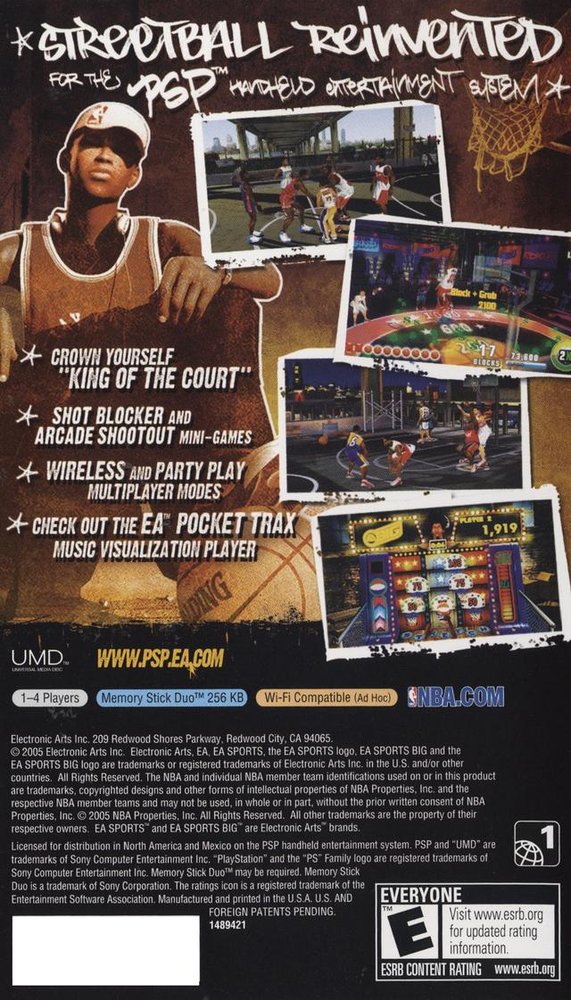 STREETBALL REINVENTED
FOR THE PSP™ HANDHELD ENTERTAINMENT SYSTEM
Block + Grab
2100
17
BLOCKS
73,600
2
CROWN YOURSELF
"KING OF THE COURT"
SHOT BLOCKER AND
ARCADE SHOOTOUT MINI-GAMES
WIRELESS AND PARTY PLAY
MULTIPLAYER MODES
CHECK OUT THE EA™ POCKET TRAX
MUSIC VISUALIZATION PLAYER
PLAYER 2
1,919
UMD™
UNIVERSAL MEDIA DISC
WWW.PSP.EA.COM
1–4 Players
Memory Stick Duo™ 256 KB
Wi-Fi Compatible (Ad Hoc)
NBA.COM
Electronic Arts Inc. 209 Redwood Shores Parkway, Redwood City, CA 94065.
© 2005 Electronic Arts Inc. Electronic Arts, EA, EA SPORTS, the EA SPORTS logo, EA SPORTS BIG and the
EA SPORTS BIG logo are trademarks or registered trademarks of Electronic Arts Inc. in the U.S. and/or other
countries. All Rights Reserved. The NBA and individual NBA member team identifications used on or in this product
are trademarks, copyrighted designs and other forms of intellectual properties of NBA Properties, Inc. and the
respective NBA member teams and may not be used, in whole or in part, without the prior written consent of NBA
Properties, Inc. © 2005 NBA Properties, Inc. All Rights Reserved. All other trademarks are the property of their
respective owners. EA SPORTS™ and EA SPORTS BIG™ are Electronic Arts™ brands.
Licensed for distribution in North America and Mexico on the PSP handheld entertainment system. PSP and "UMD" are
trademarks of Sony Computer Entertainment Inc. "PlayStation" and the "PS" Family logo are registered trademarks of
Sony Computer Entertainment Inc. Memory Stick Duo™ may be required. Memory Stick
Duo is a trademark of Sony Corporation. The ratings icon is a registered trademark of the
Entertainment Software Association. Manufactured and printed in the U.S.A. U.S. AND
FOREIGN PATENTS PENDING.
1489421
1
EVERYONE
E™
Visit www.esrb.org
for updated rating
information.
ESRB CONTENT RATING www.esrb.org